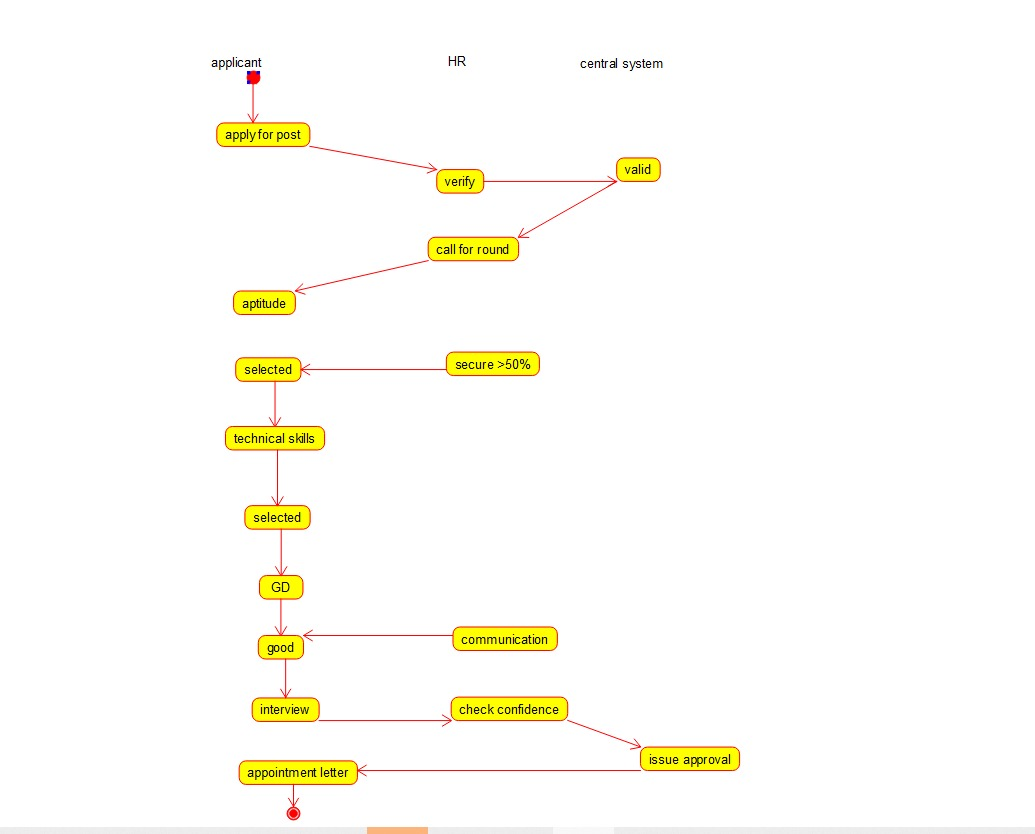 applicant
HR
central system
apply for post
verify
valid
call for round
aptitude
secure >50%
selected
technical skills
selected
GD
communication
good
interview
check confidence
issue approval
appointment letter